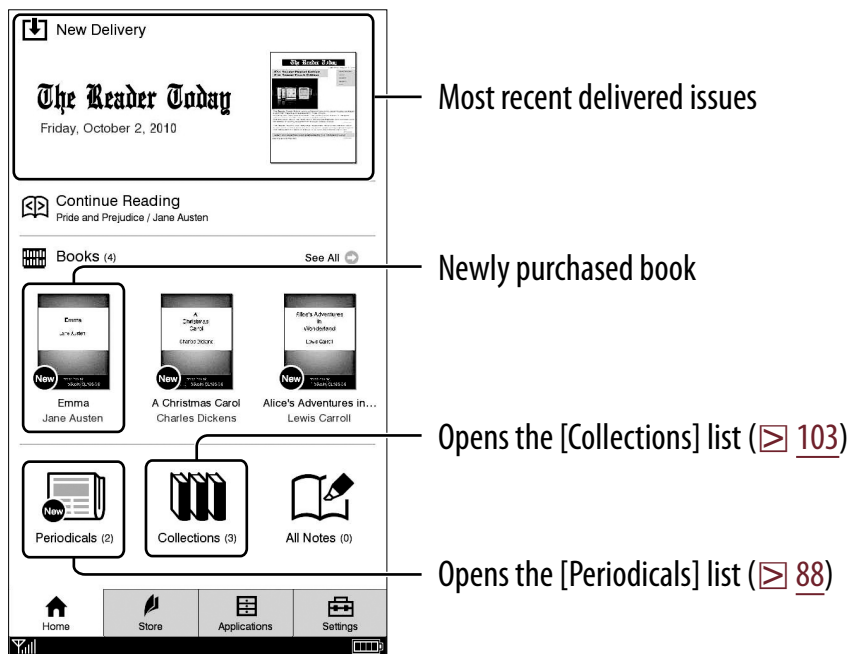 New Delivery
The Reader Today
Friday, October 2, 2010
The Reader Today
Most recent delivered issues
Continue Reading
Pride and Prejudice / Jane Austen
Books (4)
See All
Newly purchased book
Emma
Jane Austen
A
Christmas
Carol
Charles Dickens
Alice's Adventures
in
Wonderland
Lewis Carroll
New
New
New
Emma
Jane Austen
A Christmas Carol
Charles Dickens
Alice's Adventures in...
Lewis Carroll
Opens the [Collections] list ( 103)
New
Periodicals (2)
Collections (3)
All Notes (0)
Opens the [Periodicals] list ( 88)
Home
Store
Applications
Settings